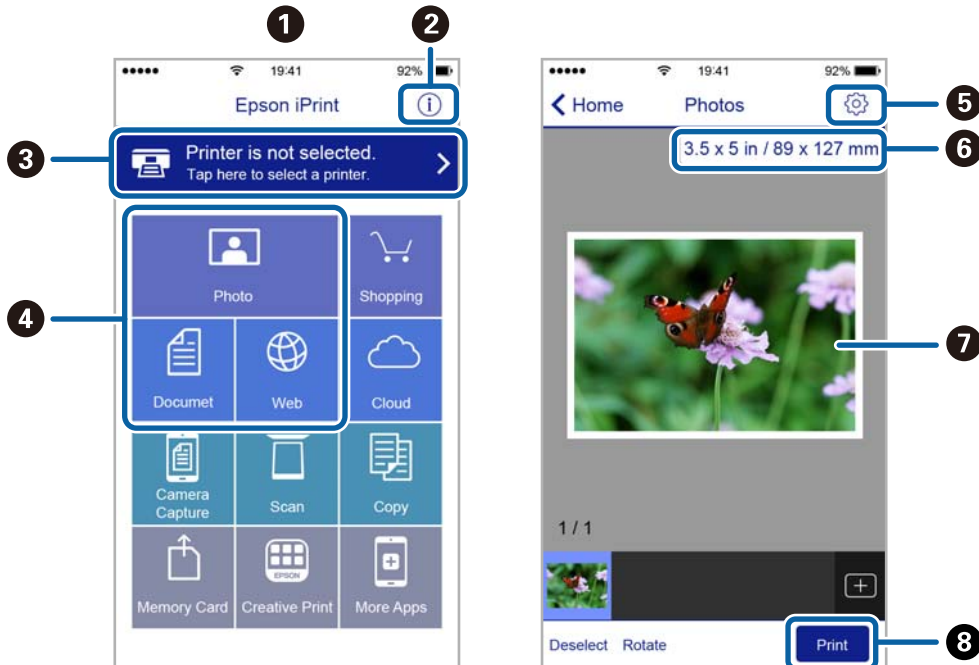 1
2
19:41
92%
Epson iPrint
3
Printer is not selected.
Tap here to select a printer.
4
Photo
Shopping
Documet
Web
Cloud
Camera
Capture
Scan
Copy
EPSON
Memory Card
Creative Print
More Apps
19:41
92%
Home
Photos
5
3.5 x 5 in / 89 x 127 mm
6
7
1 / 1
Deselect
Rotate
Print
8